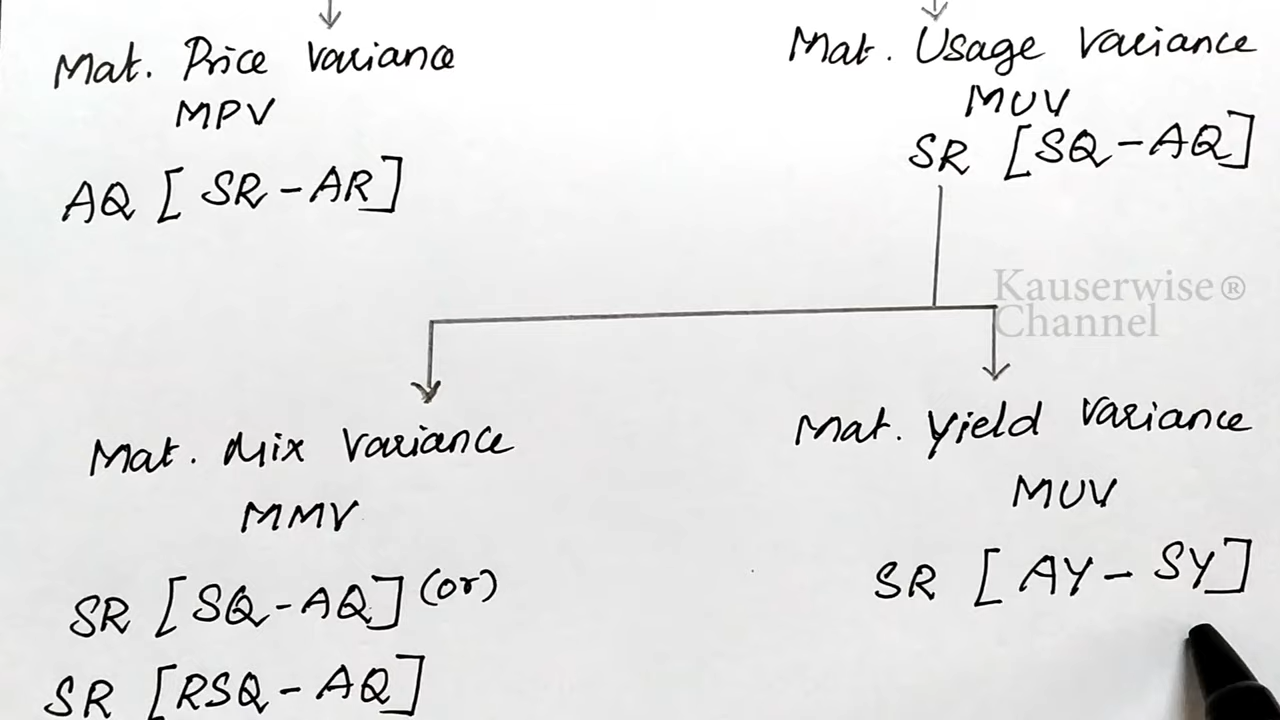 Mat. Price Variance
MPV
AQ [ SR - AR ]
Mat. Usage Variance
MUV
SR [ SQ - AQ ]
Kauserwise®
Channel
Mat. Mix Variance
MMV
SR [ SQ - AQ ] (or)
SR [ RSQ - AQ ]
Mat. Yield Variance
MUV
SR [ AY - SY ]